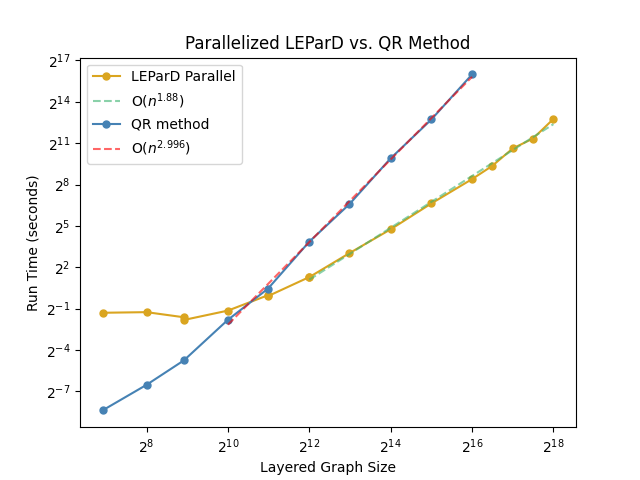 Parallelized LEParD vs. QR Method
LEParD Parallel
O(n^1.88)
QR method
O(n^2.996)
Run Time (seconds)
2^17
2^14
2^11
2^8
2^5
2^2
2^−1
2^−4
2^−7
2^8
2^10
2^12
2^14
2^16
2^18
Layered Graph Size